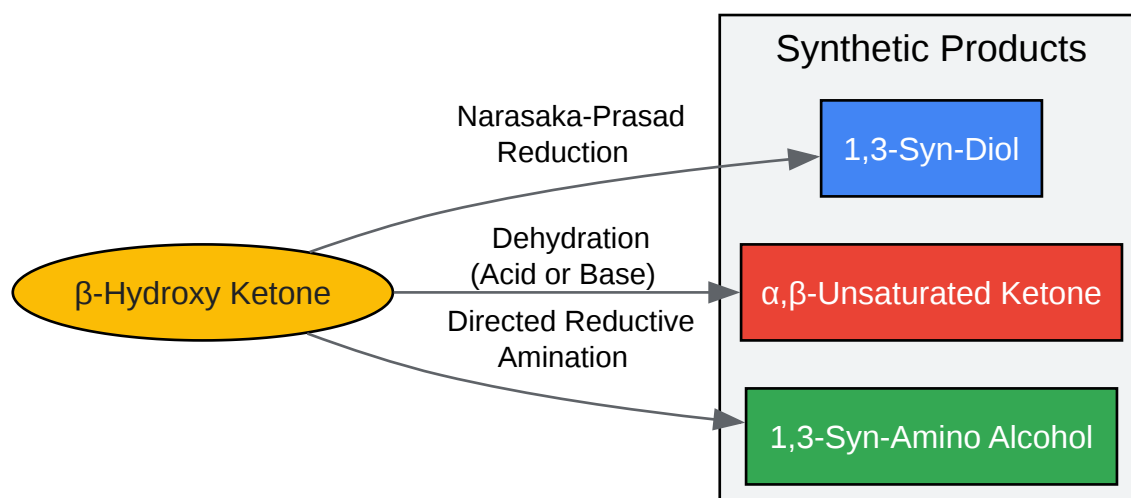 Synthetic Products
Narasaka-Prasad
Reduction
1,3-Syn-Diol
Dehydration
(Acid or Base)
β-Hydroxy Ketone
α,β-Unsaturated Ketone
Directed Reductive
Amination
1,3-Syn-Amino Alcohol